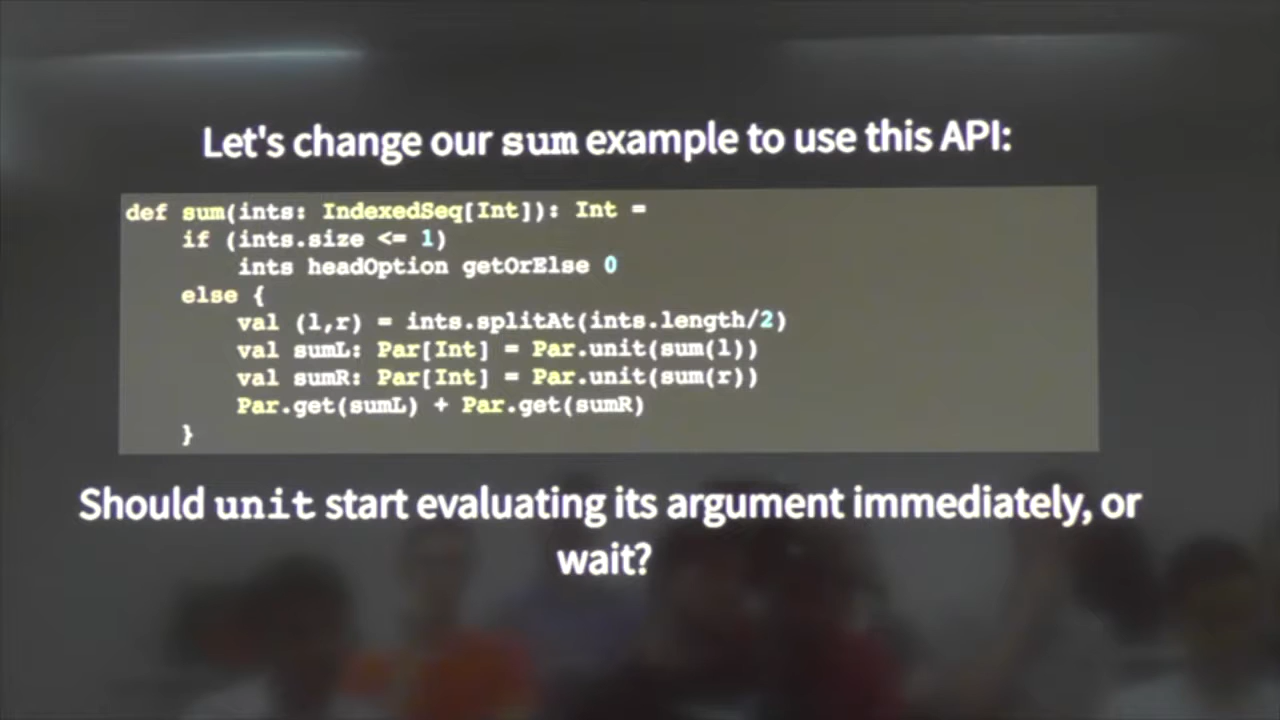 Let's change our sum example to use this API:
def sum(ints: IndexedSeq[Int]): Int =
    if (ints.size <= 1)
        ints headOption getOrElse 0
    else {
        val (l,r) = ints.splitAt(ints.length/2)
        val sumL: Par[Int] = Par.unit(sum(l))
        val sumR: Par[Int] = Par.unit(sum(r))
        Par.get(sumL) + Par.get(sumR)
    }
Should unit start evaluating its argument immediately, or
wait?